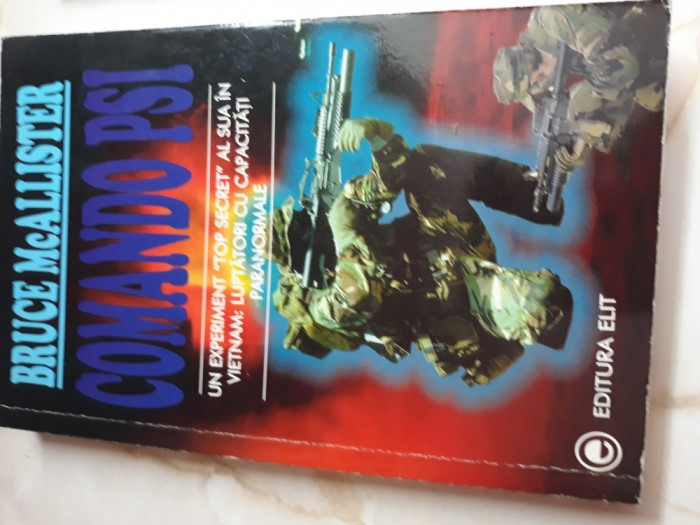 BRUCE McALLISTER
COMANDO PSI
UN EXPERIMENT "TOP SECRET" AL SUA ÎN
VIETNAM: LUPTĂTORI CU CAPACITĂȚI
PARANORMALE
e EDITURA ELIT